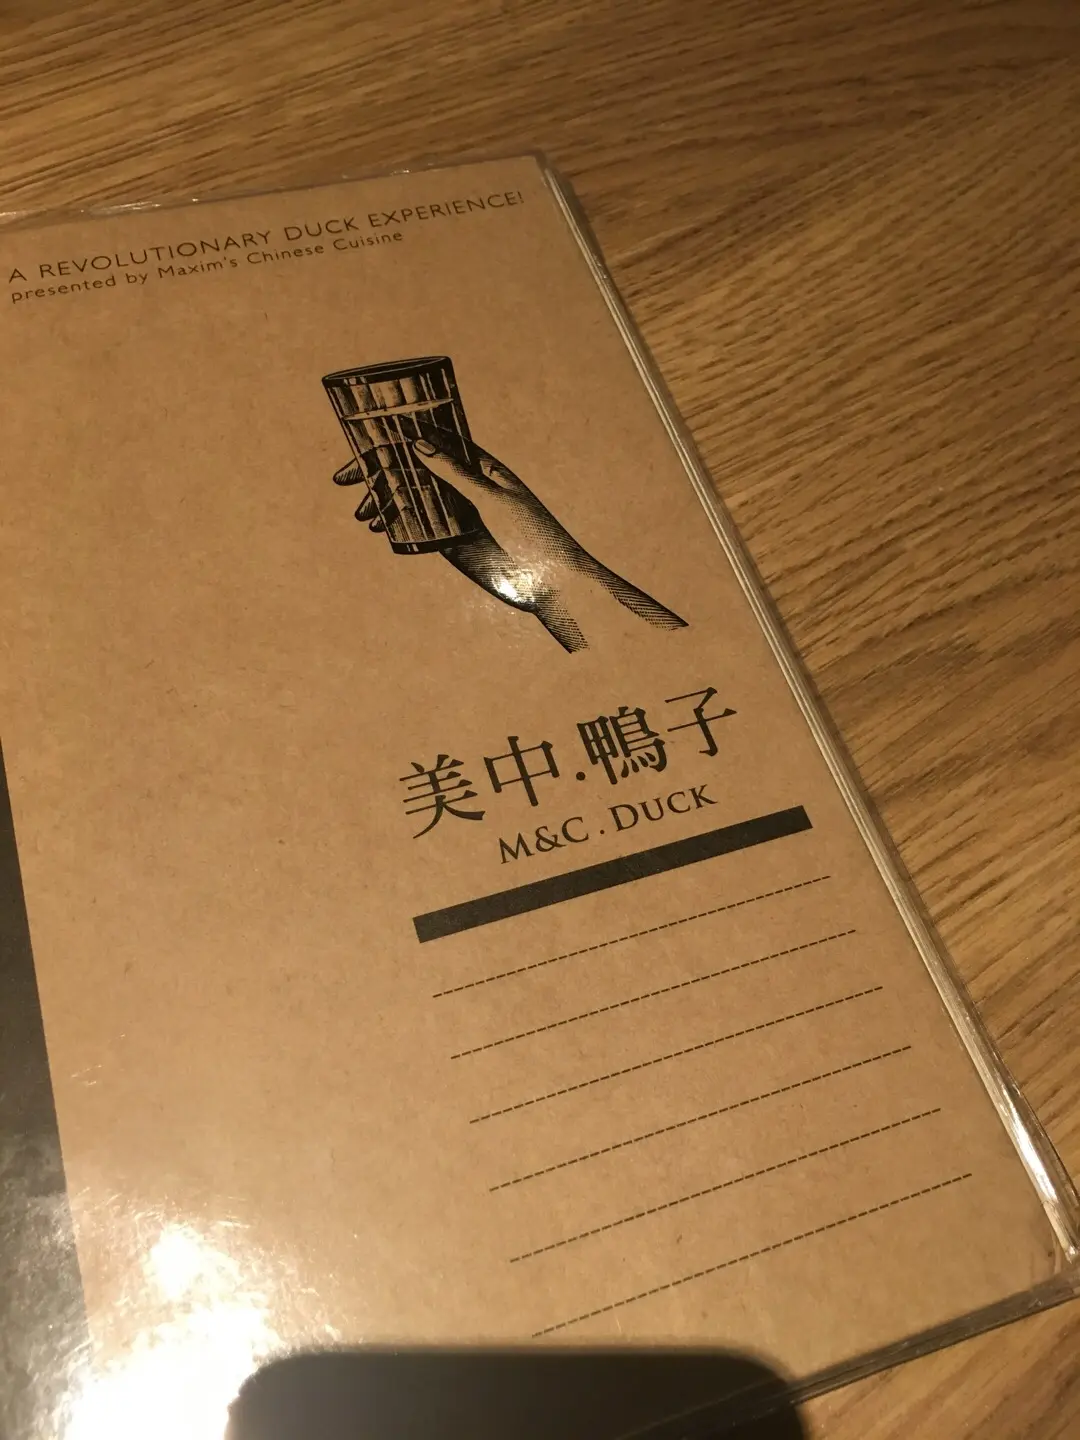 A REVOLUTIONARY DUCK EXPERIENCE!
presented by Maxim's Chinese Cuisine
美中.鴨子
M&C.DUCK